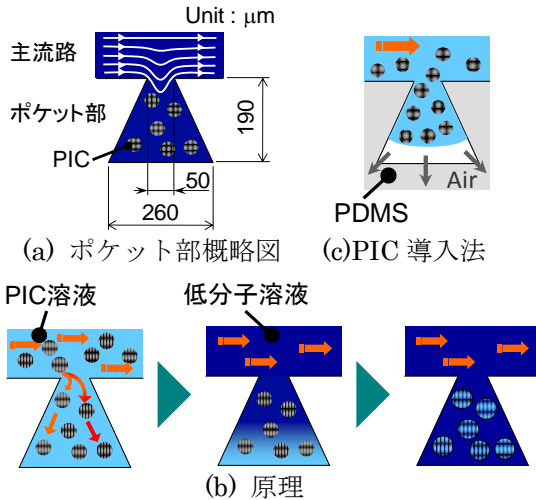 Unit : μm
主流路
ポケット部
PIC
190
50
260
(a) ポケット部概略図
Air
PDMS
(c)PIC 導入法
PIC溶液
低分子溶液
(b) 原理